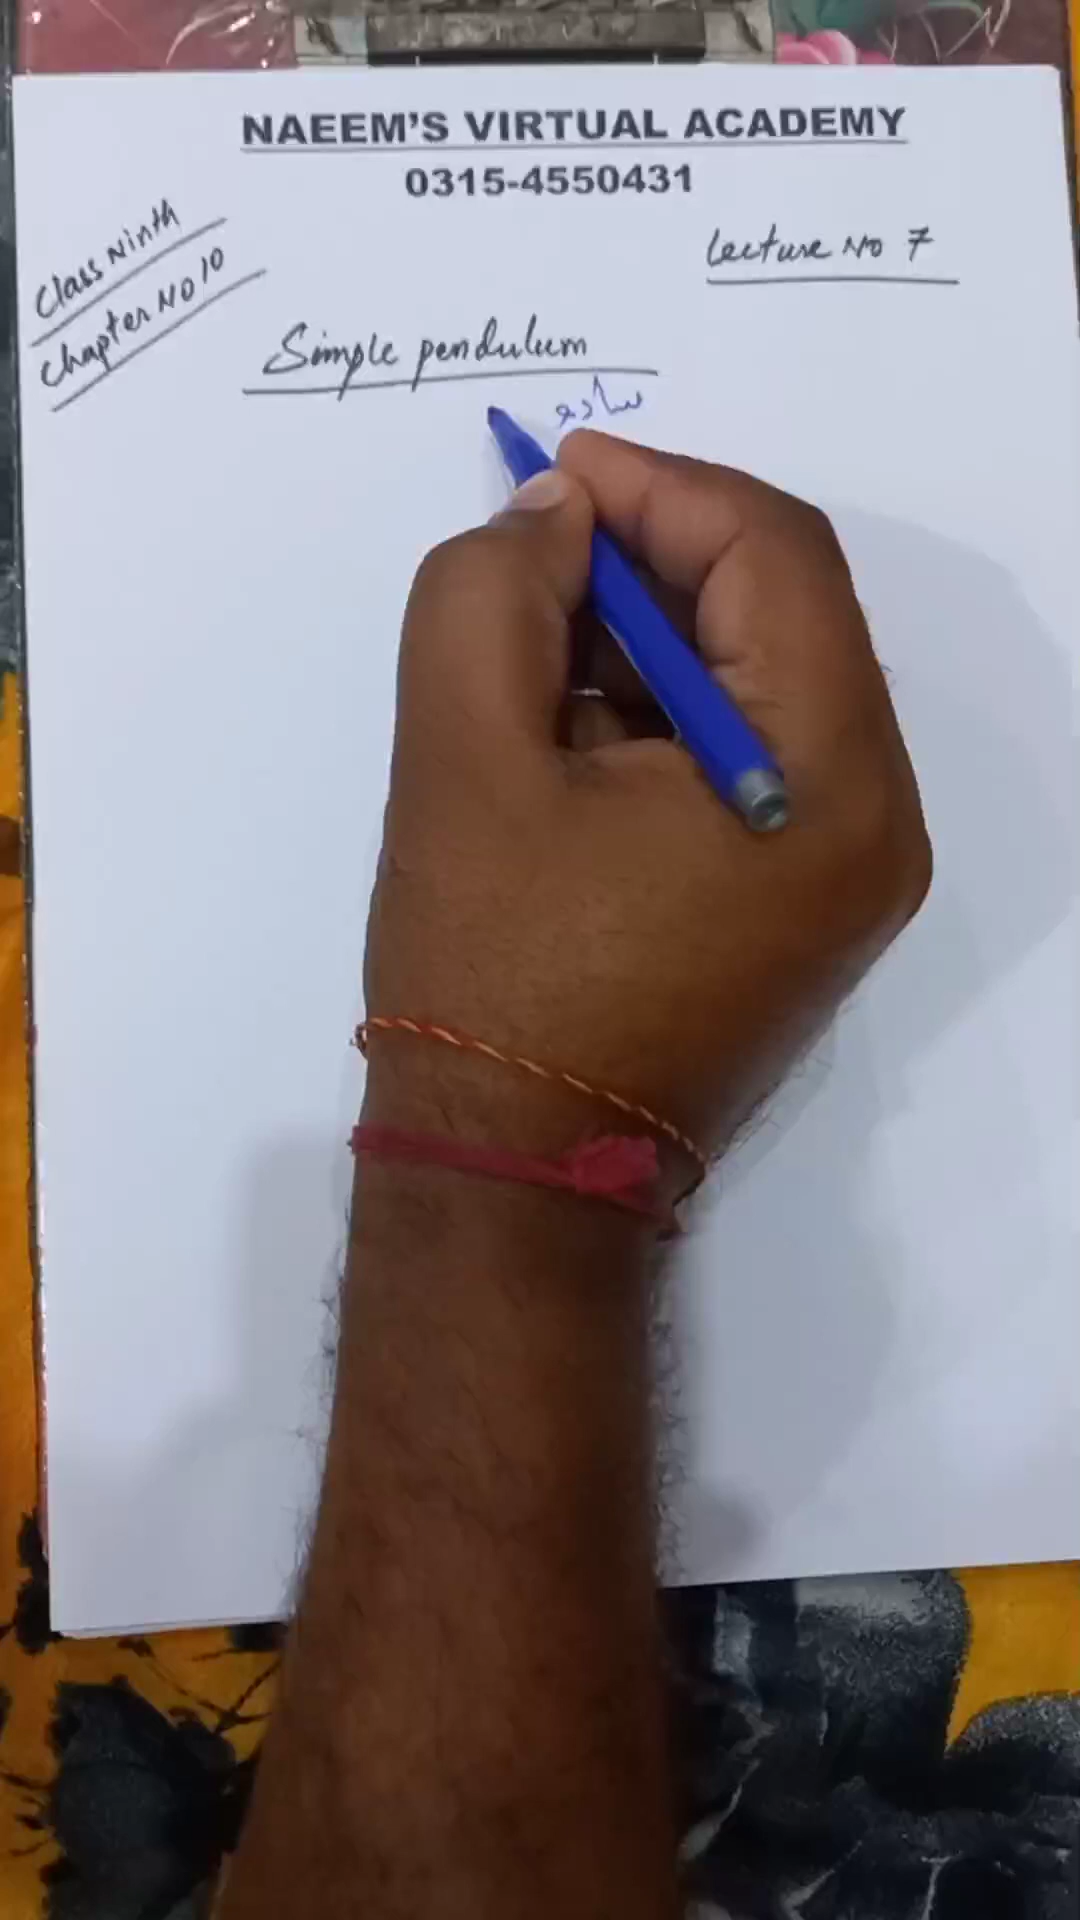 NAEEM'S VIRTUAL ACADEMY
0315-4550431
Class Ninth
Chapter No 10
Lecture No 7
Simple pendulum
سادہ